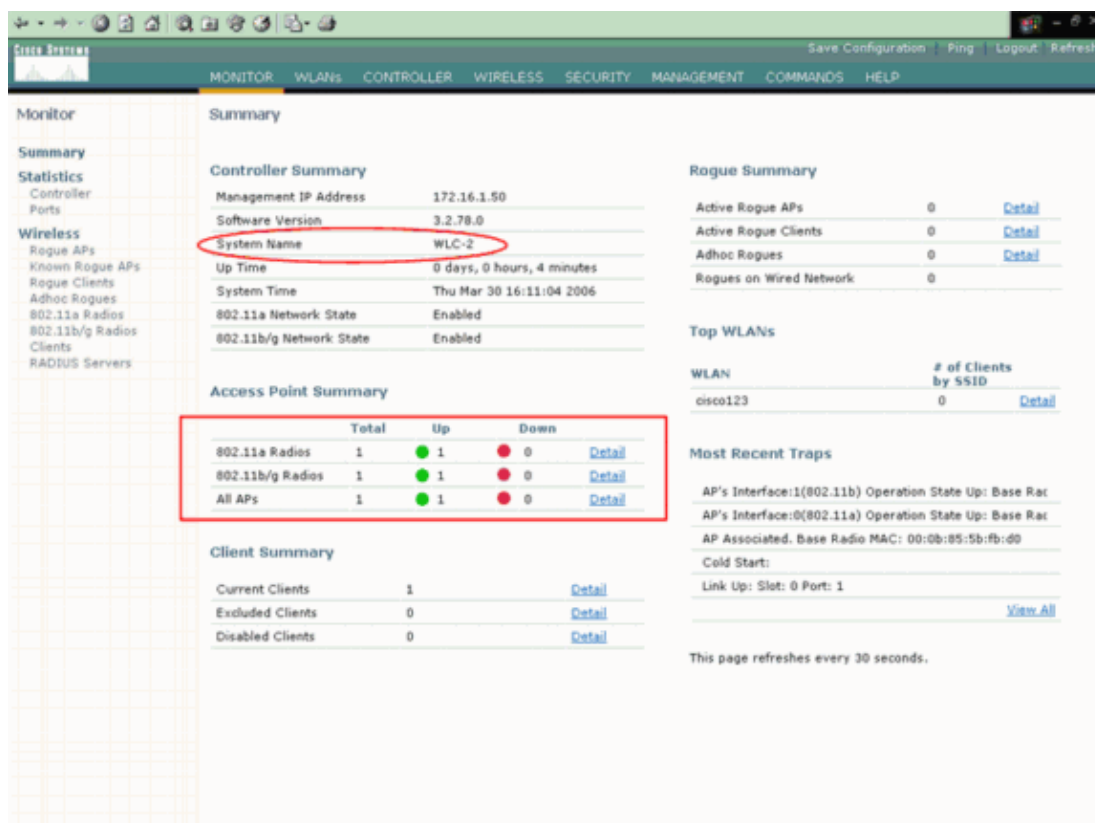 CISCO SYSTEMS
Save Configuration | Ping | Logout | Refresh
MONITOR WLANs CONTROLLER WIRELESS SECURITY MANAGEMENT COMMANDS HELP
Monitor
Summary
Statistics
Controller
Ports
Wireless
Rogue APs
Known Rogue APs
Rogue Clients
Adhoc Rogues
802.11a Radios
802.11b/g Radios
Clients
RADIUS Servers
Summary
Controller Summary
Management IP Address 172.16.1.50
Software Version 3.2.78.0
System Name WLC-2
Up Time 0 days, 0 hours, 4 minutes
System Time Thu Mar 30 16:11:04 2006
802.11a Network State Enabled
802.11b/g Network State Enabled
Access Point Summary
Total Up Down
802.11a Radios 1 1 0 Detail
802.11b/g Radios 1 1 0 Detail
All APs 1 1 0 Detail
Client Summary
Current Clients 1 Detail
Excluded Clients 0 Detail
Disabled Clients 0 Detail
Rogue Summary
Active Rogue APs 0 Detail
Active Rogue Clients 0 Detail
Adhoc Rogues 0 Detail
Rogues on Wired Network 0
Top WLANs
WLAN # of Clients by SSID
cisco123 0 Detail
Most Recent Traps
AP's Interface:1(802.11b) Operation State Up: Base Rac
AP's Interface:0(802.11a) Operation State Up: Base Rac
AP Associated. Base Radio MAC: 00:0b:85:5b:fb:d0
Cold Start:
Link Up: Slot: 0 Port: 1
View All
This page refreshes every 30 seconds.